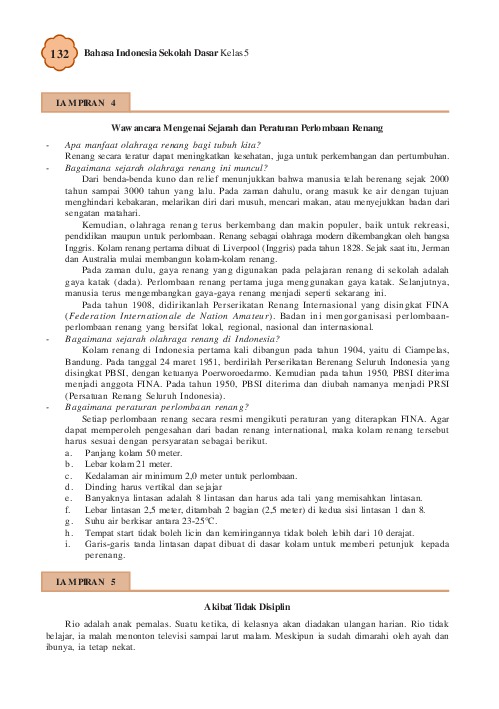 132 Bahasa Indonesia Sekolah Dasar Kelas 5
LAMPIRAN 4
Wawancara Mengenai Sejarah dan Peraturan Perlombaan Renang
- Apa manfaat olahraga renang bagi tubuh kita?
Renang secara teratur dapat meningkatkan kesehatan, juga untuk perkembangan dan pertumbuhan.
- Bagaimana sejarah olahraga renang ini muncul?
Dari benda-benda kuno dan relief menunjukkan bahwa manusia telah berenang sejak 2000
tahun sampai 3000 tahun yang lalu. Pada zaman dahulu, orang masuk ke air dengan tujuan
menghindari kebakaran, melarikan diri dari musuh, mencari makan, atau menyejukkan badan dari
sengatan matahari.
Kemudian, olahraga renang terus berkembang dan makin populer, baik untuk rekreasi,
pendidikan maupun untuk perlombaan. Renang sebagai olahraga modern dikembangkan oleh bangsa
Inggris. Kolam renang pertama dibuat di Liverpool (Inggris) pada tahun 1828. Sejak saat itu, Jerman
dan Australia mulai membangun kolam-kolam renang.
Pada zaman dulu, gaya renang yang digunakan pada pelajaran renang di sekolah adalah
gaya katak (dada). Perlombaan renang pertama juga menggunakan gaya katak. Selanjutnya,
manusia terus mengembangkan gaya-gaya renang menjadi seperti sekarang ini.
Pada tahun 1908, didirikanlah Perserikatan Renang Internasional yang disingkat FINA
(Federation Internationale de Nation Amateur). Badan ini mengorganisasi perlombaan-
perlombaan renang yang bersifat lokal, regional, nasional dan internasional.
- Bagaimana sejarah olahraga renang di Indonesia?
Kolam renang di Indonesia pertama kali dibangun pada tahun 1904, yaitu di Ciampelas,
Bandung. Pada tanggal 24 maret 1951, berdirilah Perserikatan Berenang Seluruh Indonesia yang
disingkat PBSI, dengan ketuanya Poerworoedarmo. Kemudian pada tahun 1950, PBSI diterima
menjadi anggota FINA. Pada tahun 1950, PBSI diterima dan diubah namanya menjadi PRSI
(Persatuan Renang Seluruh Indonesia).
- Bagaimana peraturan perlombaan renang?
Setiap perlombaan renang secara resmi mengikuti peraturan yang diterapkan FINA. Agar
dapat memperoleh pengesahan dari badan renang internasional, maka kolam renang tersebut
harus sesuai dengan persyaratan sebagai berikut.
a. Panjang kolam 50 meter.
b. Lebar kolam 21 meter.
c. Kedalaman air minimum 2,0 meter untuk perlombaan.
d. Dinding harus vertikal dan sejajar
e. Banyaknya lintasan adalah 8 lintasan dan harus ada tali yang memisahkan lintasan.
f. Lebar lintasan 2,5 meter, ditambah 2 bagian (2,5 meter) di kedua sisi lintasan 1 dan 8.
g. Suhu air berkisar antara 23-25°C.
h. Tempat start tidak boleh licin dan kemiringannya tidak boleh lebih dari 10 derajat.
i. Garis-garis tanda lintasan dapat dibuat di dasar kolam untuk memberi petunjuk kepada
perenang.
LAMPIRAN 5
Akibat Tidak Disiplin
Rio adalah anak pemalas. Suatu ketika, di kelasnya akan diadakan ulangan harian. Rio tidak
belajar, ia malah menonton televisi sampai larut malam. Meskipun ia sudah dimarahi oleh ayah dan
ibunya, ia tetap nekat.